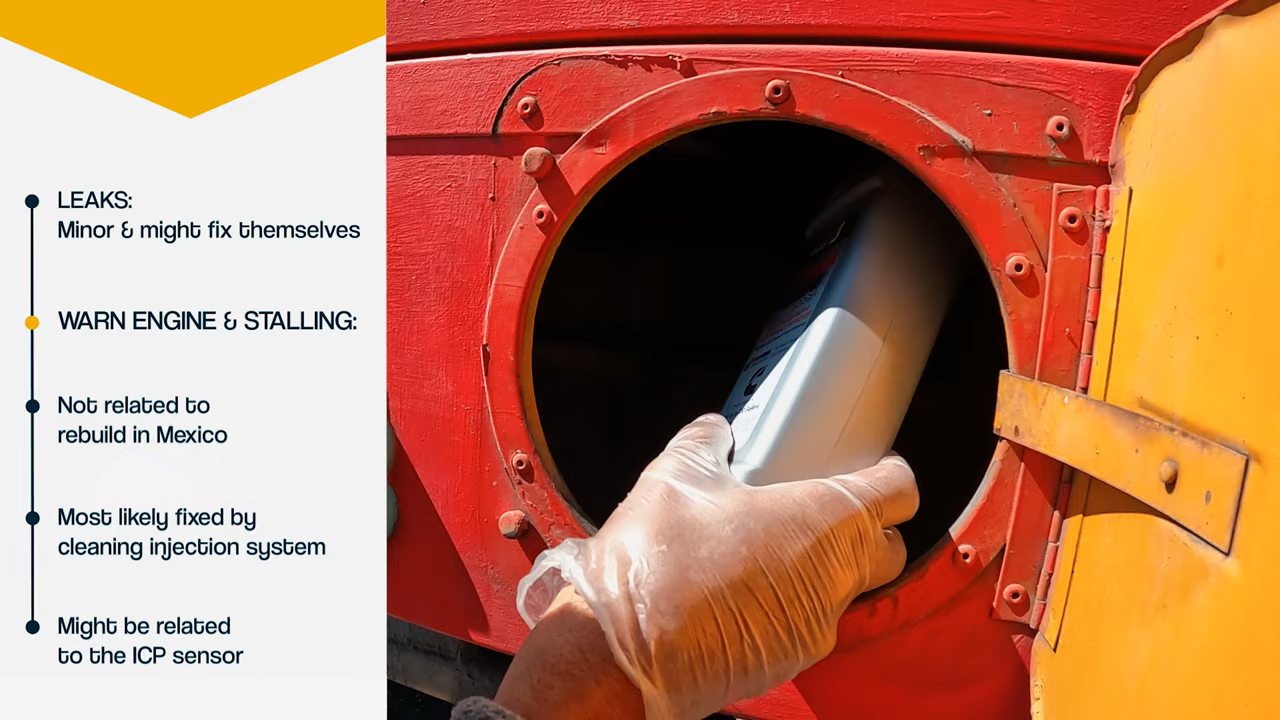 LEAKS:
Minor & might fix themselves
WARN ENGINE & STALLING:
Not related to
rebuild in Mexico
Most likely fixed by
cleaning injection system
Might be related
to the ICP sensor